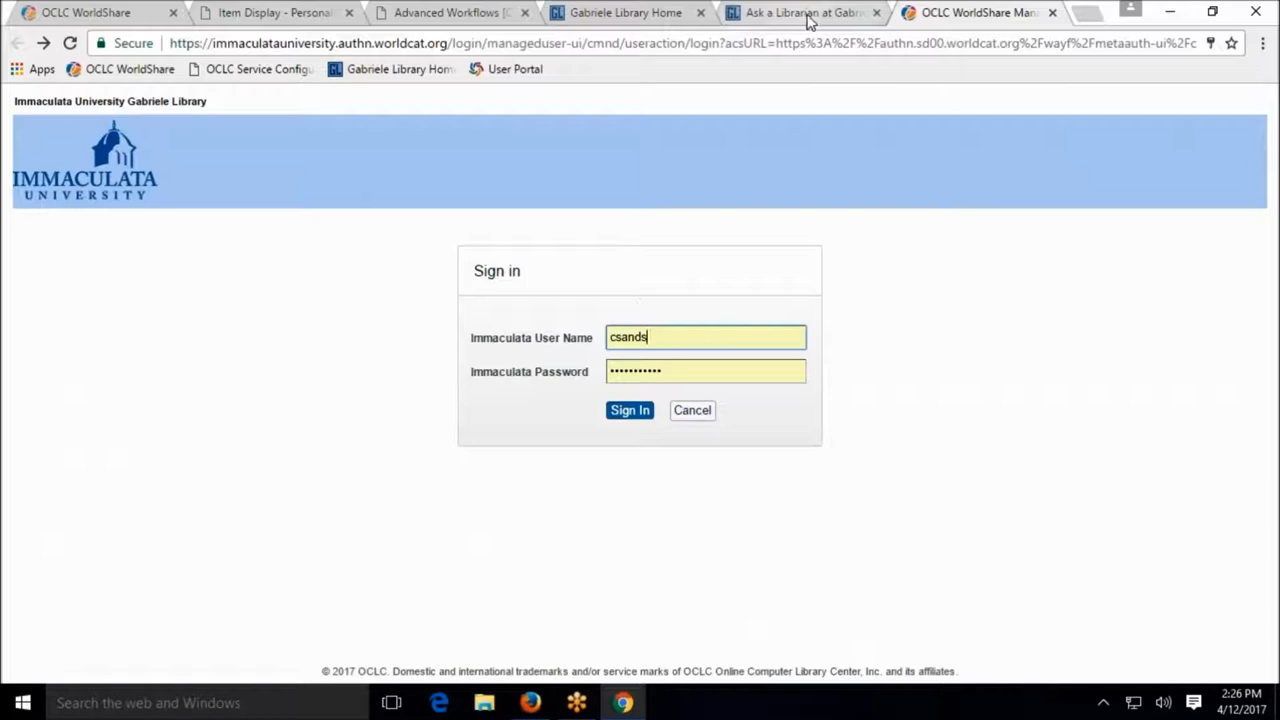 OCLC WorldShare
Item Display - Personal
Advanced Workflows [C
Gabriele Library Home
Ask a Librarian at Gabri
OCLC WorldShare Man
Secure
https://immaculatauniversity.authn.worldcat.org/login/manageduser-ui/cmnd/useraction/login?acsURL=https%3A%2F%2Fauthn.sd00.worldcat.org%2Fwayf%2Fmetaauth-ui%2Fc
Apps
OCLC WorldShare
OCLC Service Configu
Gabriele Library Hom
User Portal
Immaculata University Gabriele Library
IMMACULATA
UNIVERSITY
Sign in
Immaculata User Name
csands
Immaculata Password
•••••••••••
Sign In
Cancel
© 2017 OCLC. Domestic and international trademarks and/or service marks of OCLC Online Computer Library Center, Inc. and its affiliates.
Search the web and Windows
2:26 PM
4/12/2017